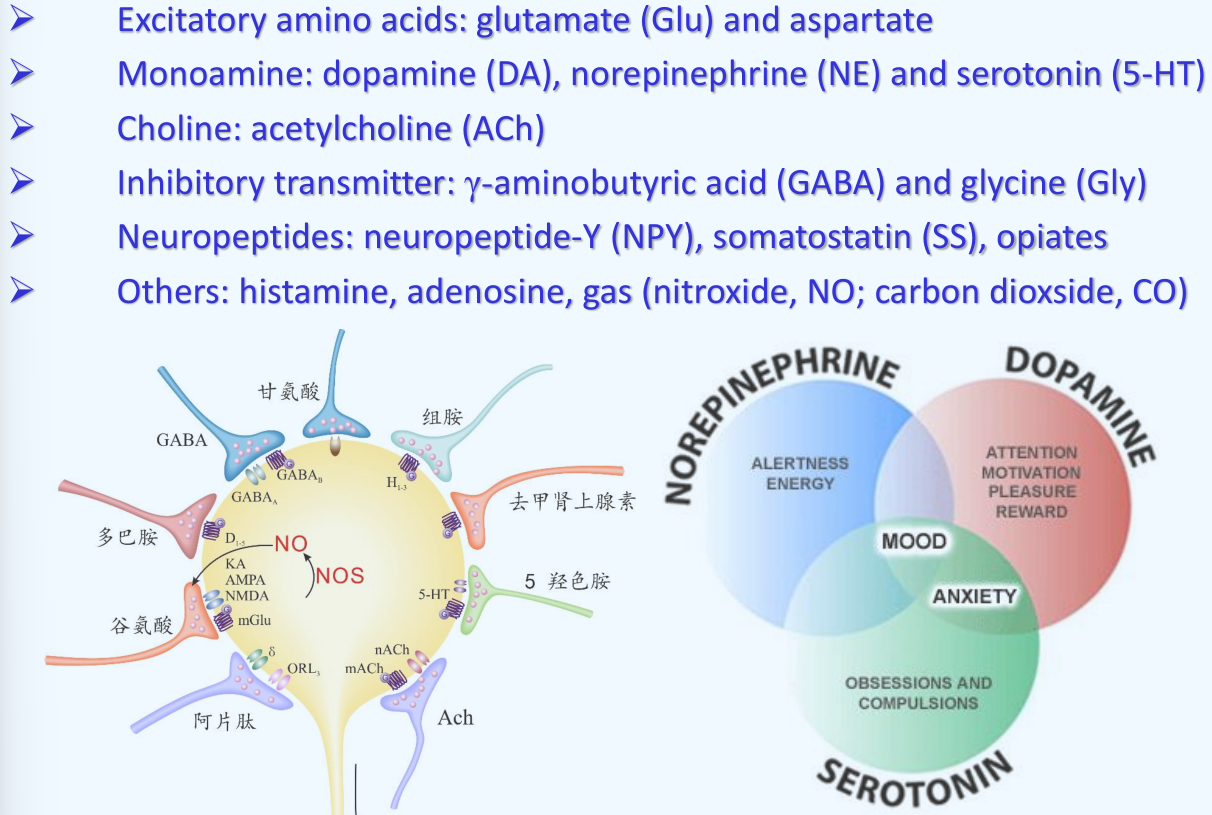 Excitatory amino acids: glutamate (Glu) and aspartate
Monoamine: dopamine (DA), norepinephrine (NE) and serotonin (5-HT)
Choline: acetylcholine (ACh)
Inhibitory transmitter: γ-aminobutyric acid (GABA) and glycine (Gly)
Neuropeptides: neuropeptide-Y (NPY), somatostatin (SS), opiates
Others: histamine, adenosine, gas (nitroxide, NO; carbon dioxside, CO)
甘氨酸
组胺
GABA
GABA_B
GABA_A
H₁₋₃
去甲肾上腺素
多巴胺
D₁₋₅
NO
KA
AMPA
NMDA
NOS
5-HT
5 羟色胺
谷氨酸
mGlu
δ
ORL₃
nACh
mACh
阿片肽
Ach
NOREPINEPHRINE
DOPAMINE
ALERTNESS
ENERGY
ATTENTION
MOTIVATION
PLEASURE
REWARD
MOOD
ANXIETY
OBSESSIONS AND
COMPULSIONS
SEROTONIN